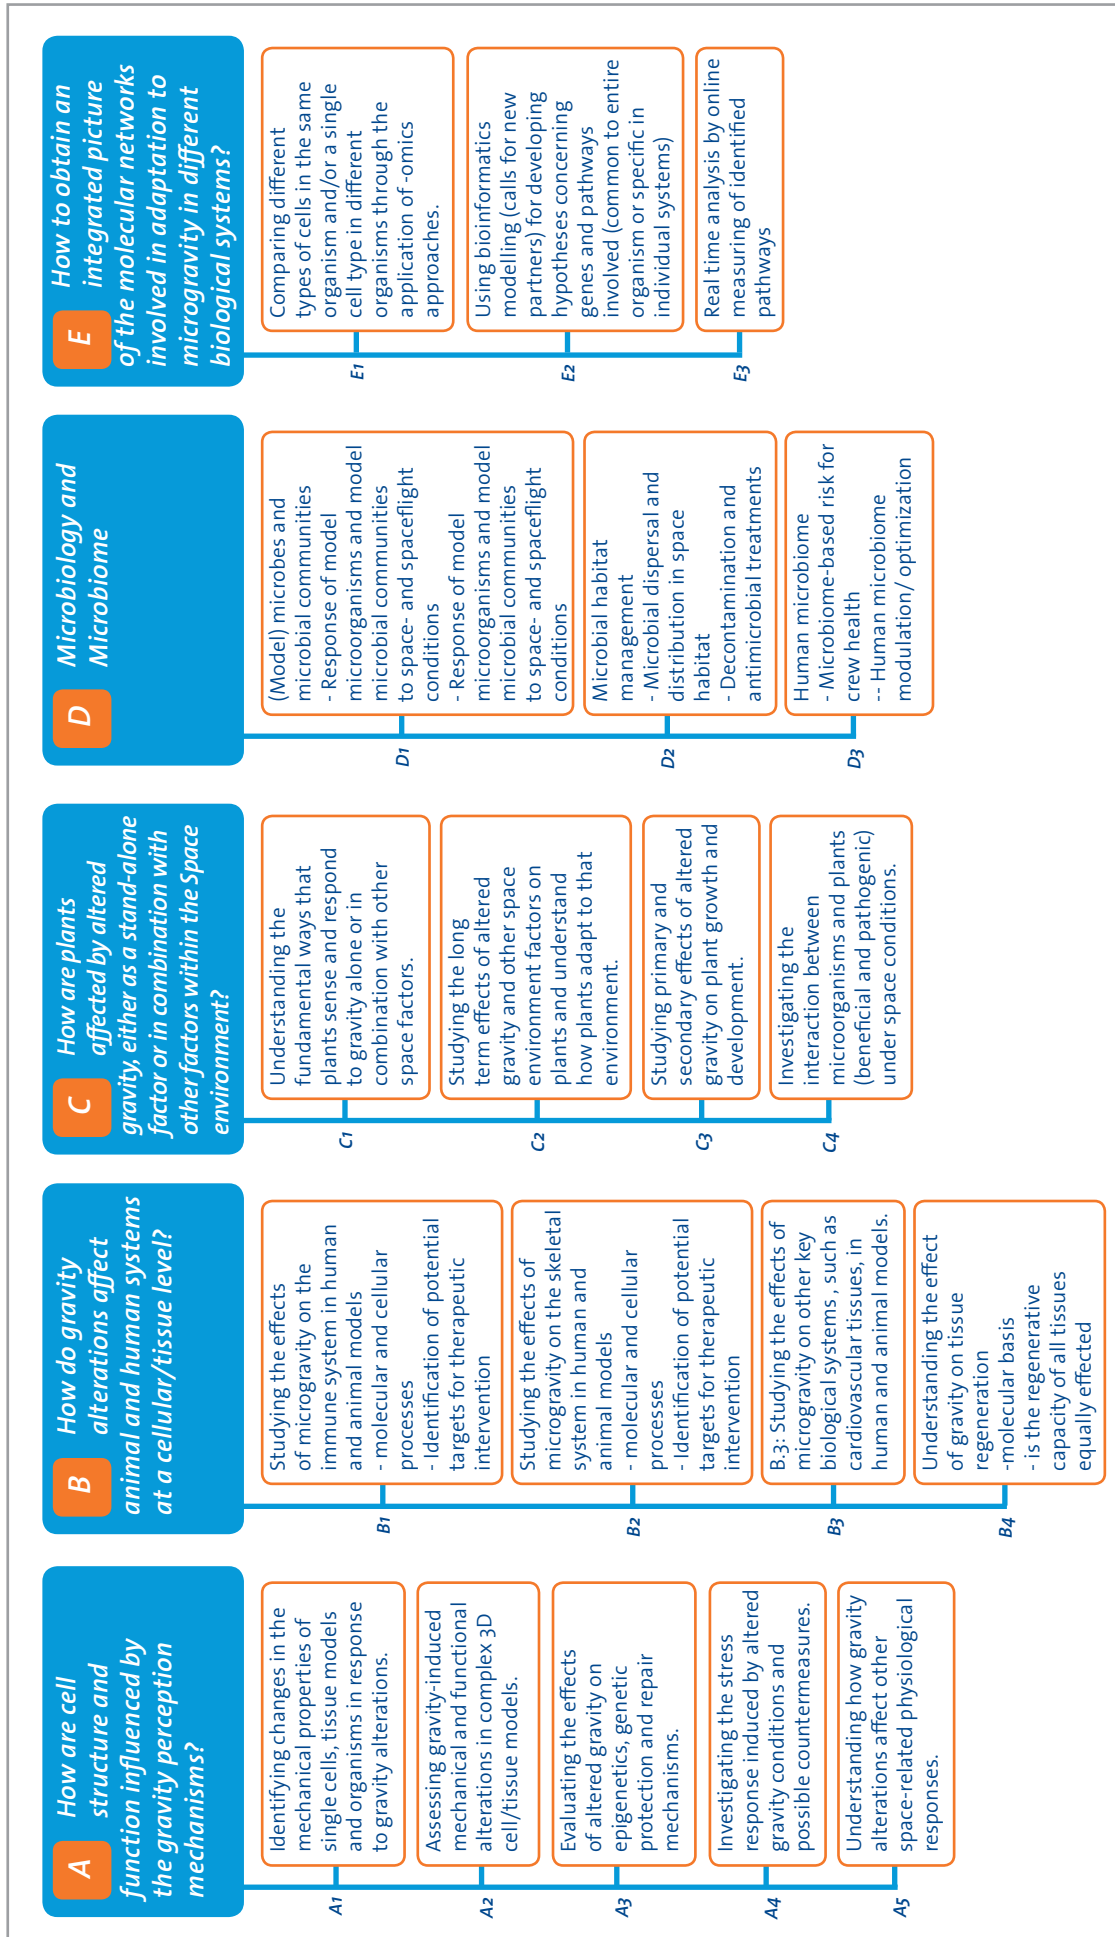 A
How are cell
structure and
function influenced by
the gravity perception
mechanisms?
A1
Identifying changes in the
mechanical properties of
single cells, tissue models
and organisms in response
to gravity alterations.
A2
Assessing gravity-induced
mechanical and functional
alterations in complex 3D
cell/tissue models.
A3
Evaluating the effects
of altered gravity on
epigenetics, genetic
protection and repair
mechanisms.
A4
Investigating the stress
response induced by altered
gravity conditions and
possible countermeasures.
A5
Understanding how gravity
alterations affect other
space-related physiological
responses.
B
How do gravity
alterations affect
animal and human systems
at a cellular/tissue level?
B1
Studying the effects
of microgravity on the
immune system in human
and animal models
- molecular and cellular
processes
- Identification of potential
targets for therapeutic
intervention
B2
Studying the effects of
microgravity on the skeletal
system in human and
animal models
- molecular and cellular
processes
- Identification of potential
targets for therapeutic
intervention
B3
B.3: Studying the effects of
microgravity on other key
biological systems , such as
cardiovascular tissues, in
human and animal models.
B4
Understanding the effect
of gravity on tissue
regeneration
-molecular basis
- is the regenerative
capacity of all tissues
equally effected
C
How are plants
affected by altered
gravity, either as a stand-alone
factor or in combination with
other factors within the Space
environment?
C1
Understanding the
fundamental ways that
plants sense and respond
to gravity alone or in
combination with other
space factors.
C2
Studying the long
term effects of altered
gravity and other space
environment factors on
plants and understand
how plants adapt to that
environment.
C3
Studying primary and
secondary effects of altered
gravity on plant growth and
development.
C4
Investigating the
interaction between
microorganisms and plants
(beneficial and pathogenic)
under space conditions.
D
Microbiology and
Microbiome
D1
(Model) microbes and
microbial communities
- Response of model
microorganisms and model
microbial communities
to space- and spaceflight
conditions
- Response of model
microorganisms and model
microbial communities
to space- and spaceflight
conditions
D2
Microbial habitat
management
- Microbial dispersal and
distribution in space
habitat
- Decontamination and
antimicrobial treatments
D3
Human microbiome
- Microbiome-based risk for
crew health
-- Human microbiome
modulation/ optimization
E
How to obtain an
integrated picture
of the molecular networks
involved in adaptation to
microgravity in different
biological systems?
E1
Comparing different
types of cells in the same
organism and/or a single
cell type in different
organisms through the
application of -omics
approaches.
E2
Using bioinformatics
modelling (calls for new
partners) for developing
hypotheses concerning
genes and pathways
involved (common to entire
organism or specific in
individual systems)
E3
Real time analysis by online
measuring of identified
pathways